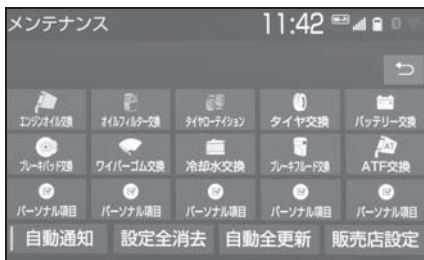 メンテナンス 11:42
エンジンオイル交換 オイルフィルター交換 タイヤローテイション タイヤ交換 バッテリー交換
ブレーキパッド交換 ワイパーゴム交換 冷却水交換 ブレーキフルード交換 ATF交換
パーソナル項目 パーソナル項目 パーソナル項目 パーソナル項目 パーソナル項目
自動通知 設定全消去 自動全更新 販売店設定